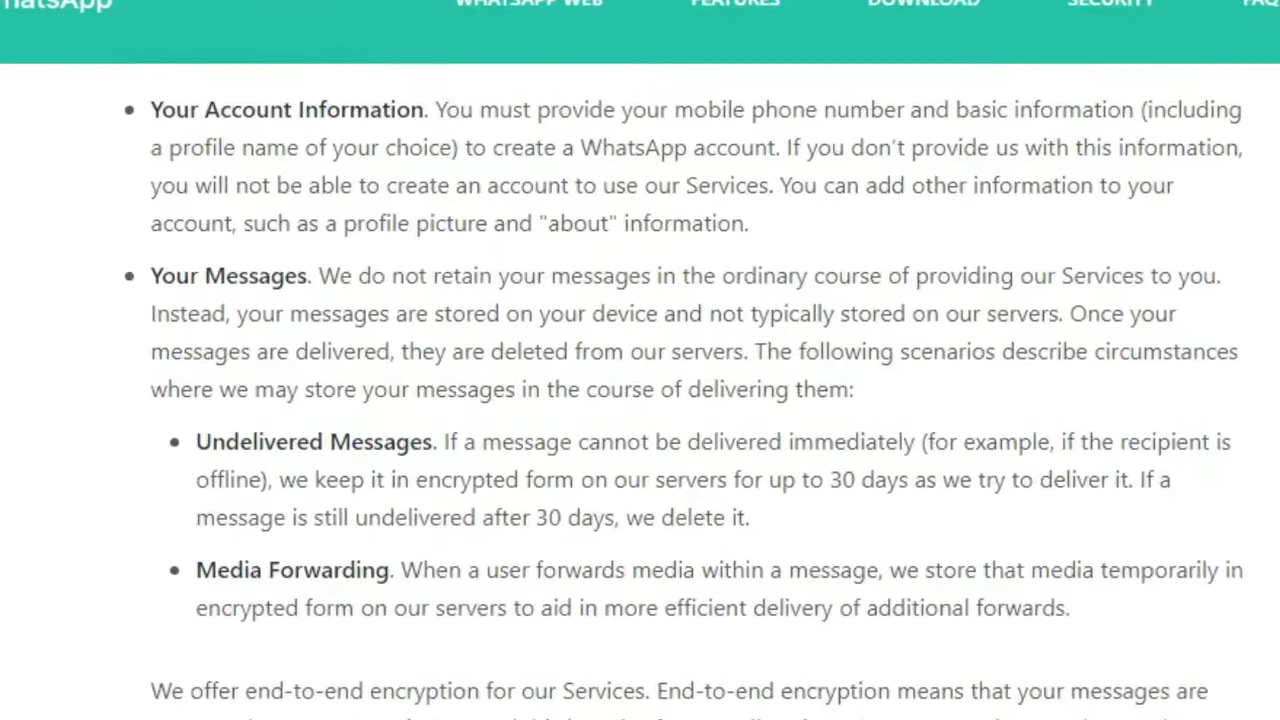 WhatsApp WHATSAPP WEB FEATURES DOWNLOAD SECURITY FAQ
• Your Account Information. You must provide your mobile phone number and basic information (including
a profile name of your choice) to create a WhatsApp account. If you don’t provide us with this information,
you will not be able to create an account to use our Services. You can add other information to your
account, such as a profile picture and "about" information.
• Your Messages. We do not retain your messages in the ordinary course of providing our Services to you.
Instead, your messages are stored on your device and not typically stored on our servers. Once your
messages are delivered, they are deleted from our servers. The following scenarios describe circumstances
where we may store your messages in the course of delivering them:
• Undelivered Messages. If a message cannot be delivered immediately (for example, if the recipient is
offline), we keep it in encrypted form on our servers for up to 30 days as we try to deliver it. If a
message is still undelivered after 30 days, we delete it.
• Media Forwarding. When a user forwards media within a message, we store that media temporarily in
encrypted form on our servers to aid in more efficient delivery of additional forwards.
We offer end-to-end encryption for our Services. End-to-end encryption means that your messages are